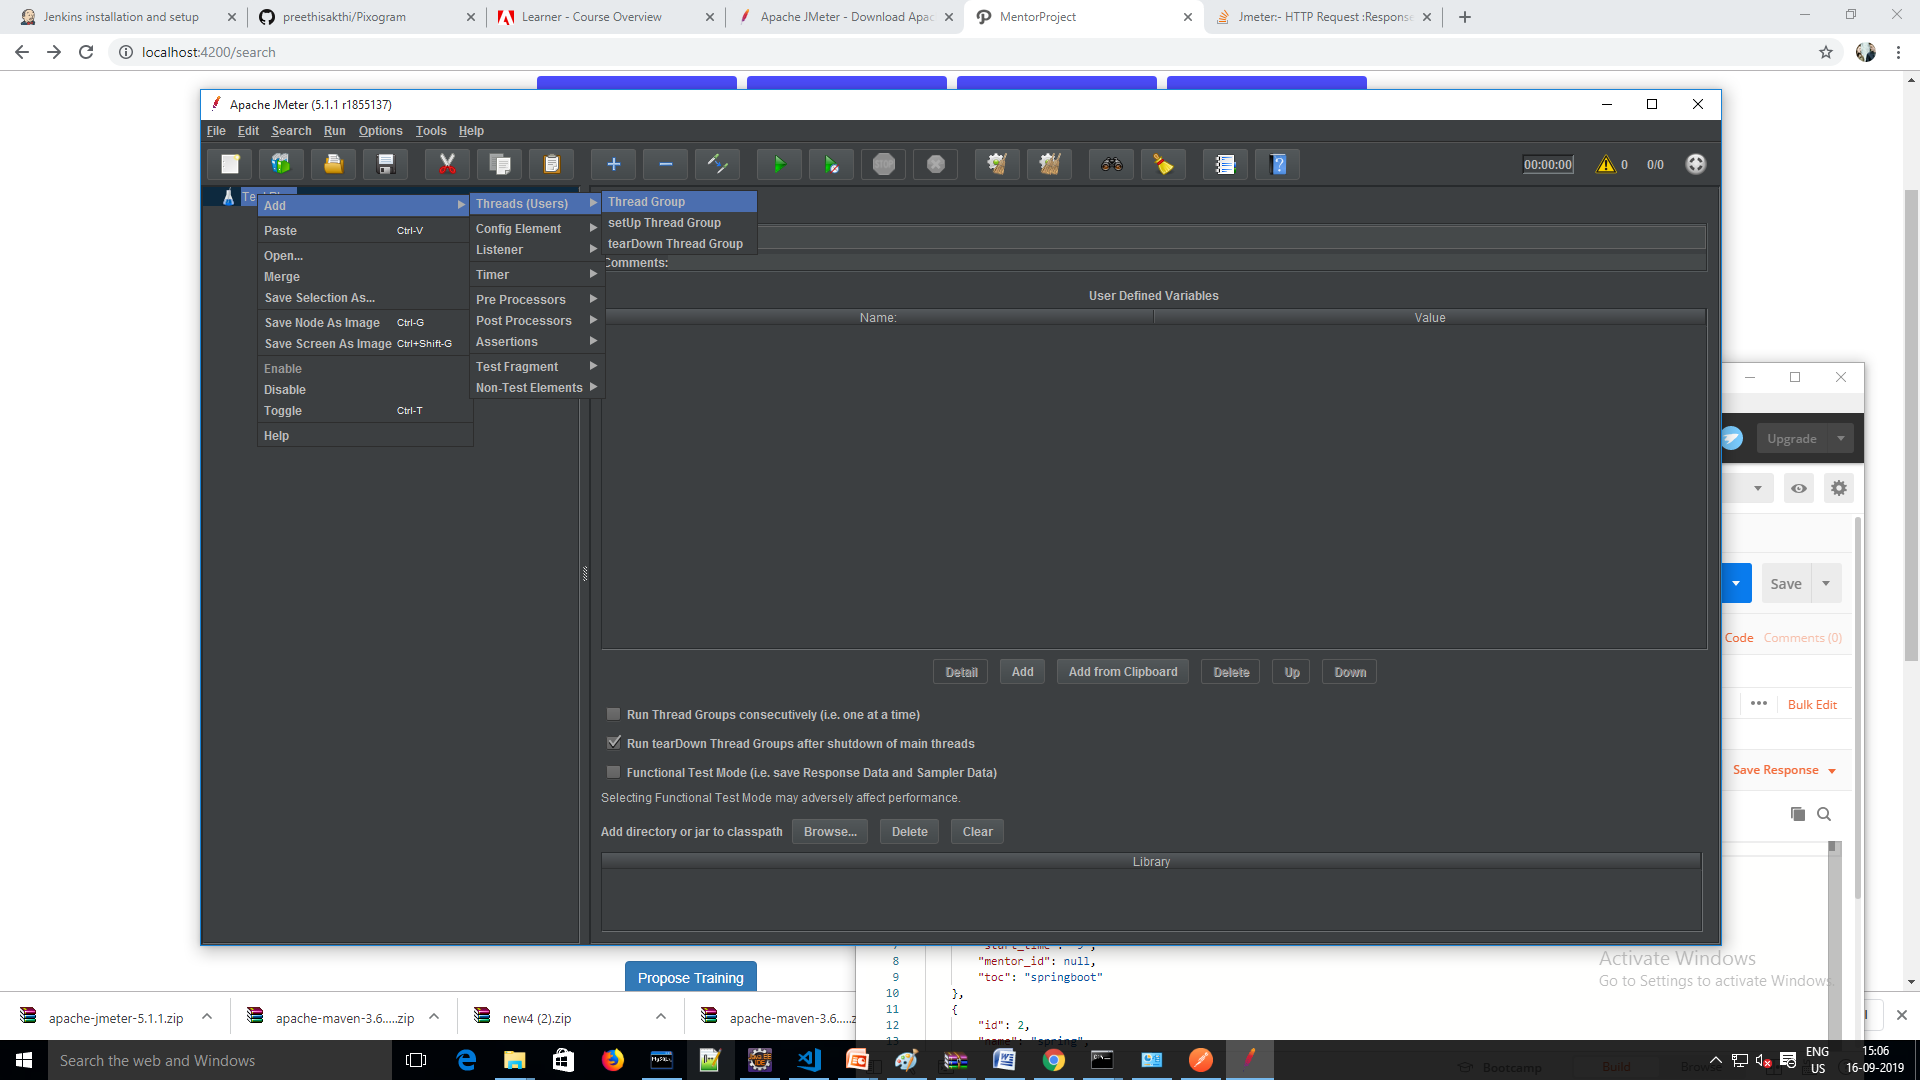 Jenkins installation and setup
preethisakthi/Pixogram
Learner - Course Overview
Apache JMeter - Download Apac
MentorProject
Jmeter:- HTTP Request :Response
localhost:4200/search
Apache JMeter (5.1.1 r1855137)
File Edit Search Run Options Tools Help
00:00:00 0 0/0
Add
Paste Ctrl-V
Open...
Merge
Save Selection As...
Save Node As Image Ctrl-G
Save Screen As Image Ctrl+Shift-G
Enable
Disable
Toggle Ctrl-T
Help
Threads (Users)
Config Element
Listener
Timer
Pre Processors
Post Processors
Assertions
Test Fragment
Non-Test Elements
Thread Group
setUp Thread Group
tearDown Thread Group
Comments:
User Defined Variables
Name: Value
Detail Add Add from Clipboard Delete Up Down
Run Thread Groups consecutively (i.e. one at a time)
Run tearDown Thread Groups after shutdown of main threads
Functional Test Mode (i.e. save Response Data and Sampler Data)
Selecting Functional Test Mode may adversely affect performance.
Add directory or jar to classpath Browse... Delete Clear
Library
Upgrade
Save
Code Comments (0)
Bulk Edit
Save Response
8 "mentor_id": null,
9 "toc": "springboot"
10 },
11 {
12 "id": 2,
13 "name": "spring",
Activate Windows
Go to Settings to activate Windows.
Propose Training
apache-jmeter-5.1.1.zip
apache-maven-3.6.....zip
new4 (2).zip
apache-maven-3.6.....z
Search the web and Windows
Bootcamp Build Browse
ENG
US
15:06
16-09-2019